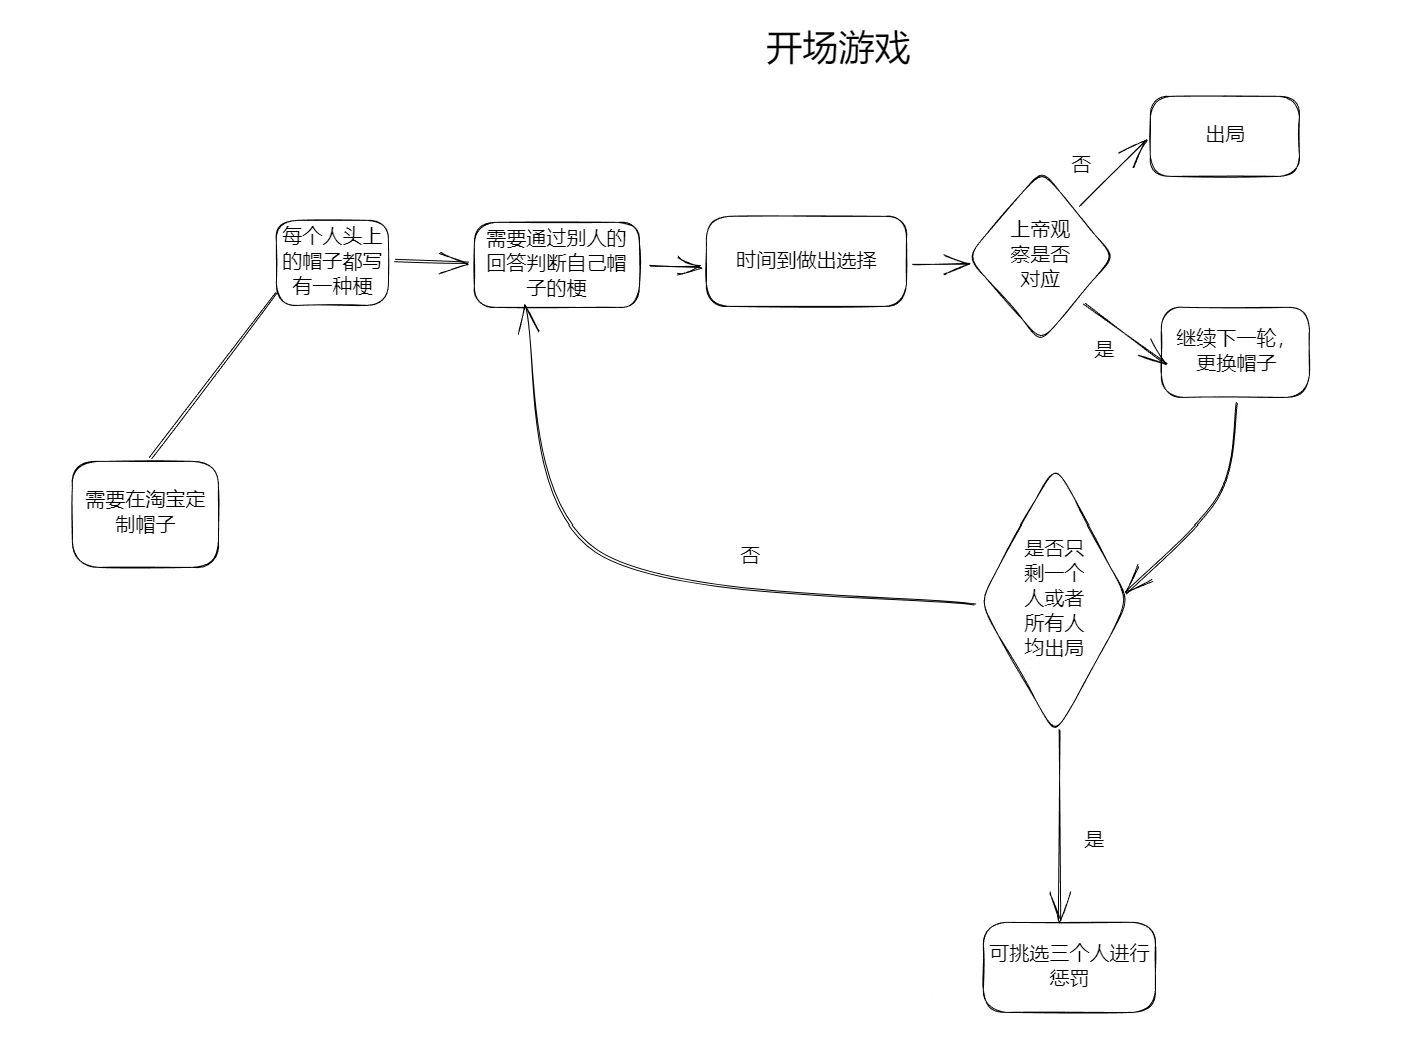 开场游戏
出局
否
每个人头上
的帽子都写
有一种梗
需要通过别人的
回答判断自己帽
子的梗
时间到做出选择
上帝观
察是否
对应
是
继续下一轮，
更换帽子
需要在淘宝定
制帽子
否
是否只
剩一个
人或者
所有人
均出局
是
可挑选三个人进行
惩罚